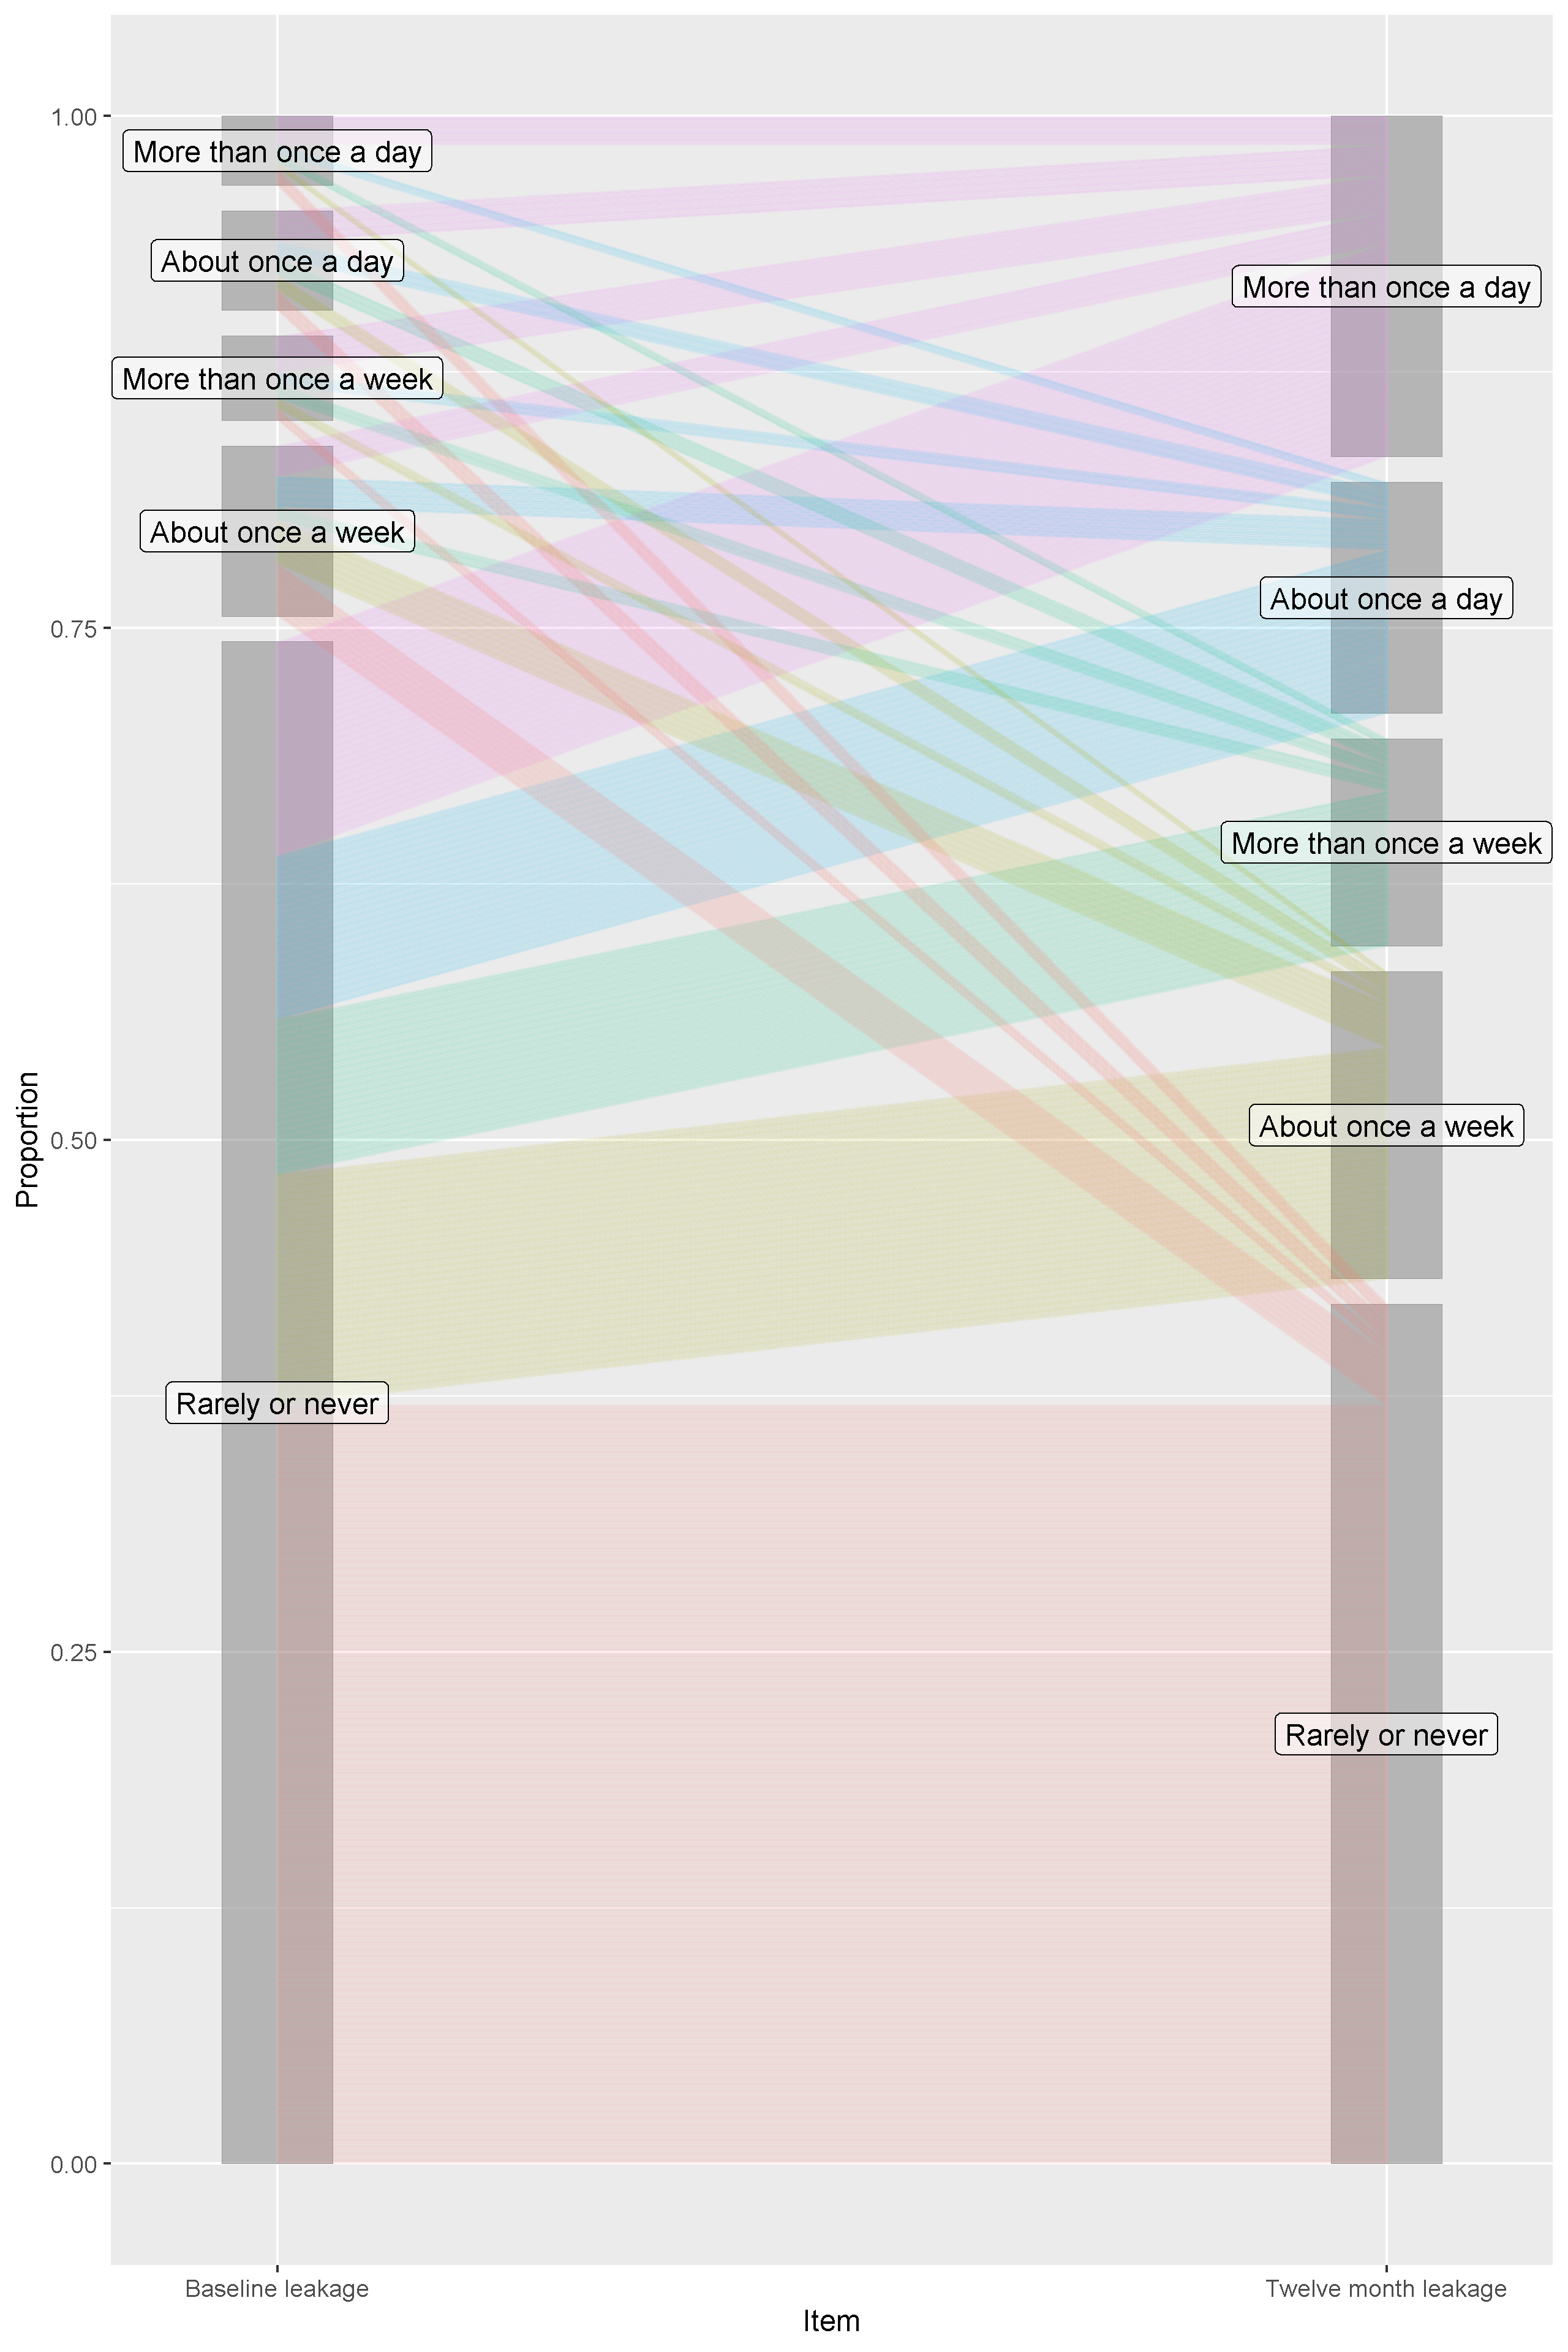 1.00
0.75
0.50
0.25
0.00
Proportion
More than once a day
About once a day
More than once a week
About once a week
Rarely or never
More than once a day
About once a day
More than once a week
About once a week
Rarely or never
Baseline leakage
Twelve month leakage
Item